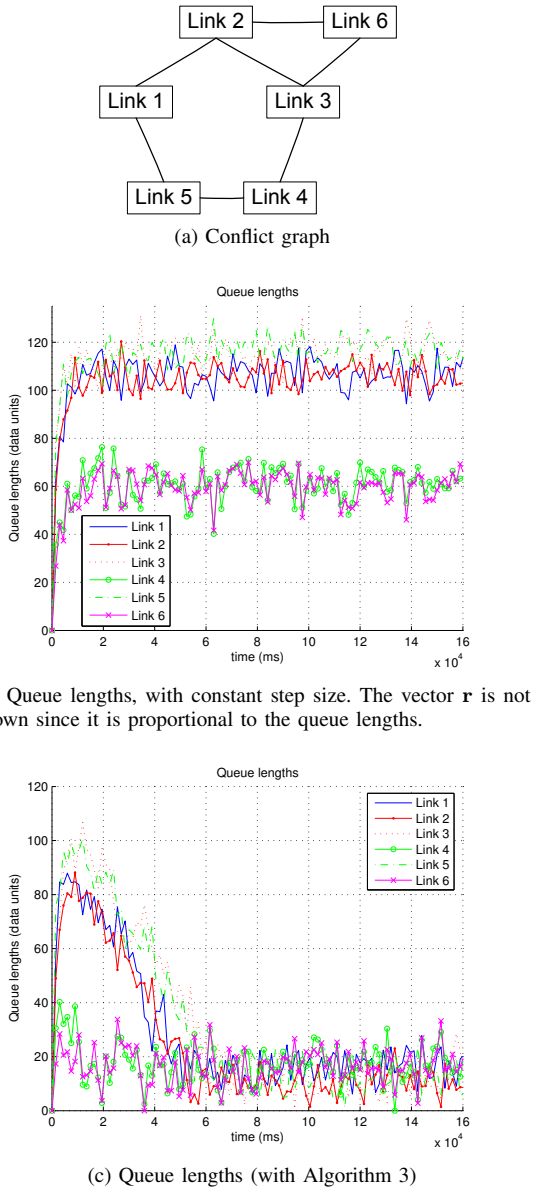 Link 2
Link 6
Link 1
Link 3
Link 5
Link 4
(a) Conflict graph
Queue lengths
Queue lengths (data units)
120
100
80
60
40
20
0
Link 1
Link 2
Link 3
Link 4
Link 5
Link 6
0 2 4 6 8 10 12 14 16
time (ms)
x 10^4
Queue lengths, with constant step size. The vector r is not
own since it is proportional to the queue lengths.
Queue lengths
Queue lengths (data units)
120
100
80
60
40
20
0
Link 1
Link 2
Link 3
Link 4
Link 5
Link 6
0 2 4 6 8 10 12 14 16
time (ms)
x 10^4
(c) Queue lengths (with Algorithm 3)